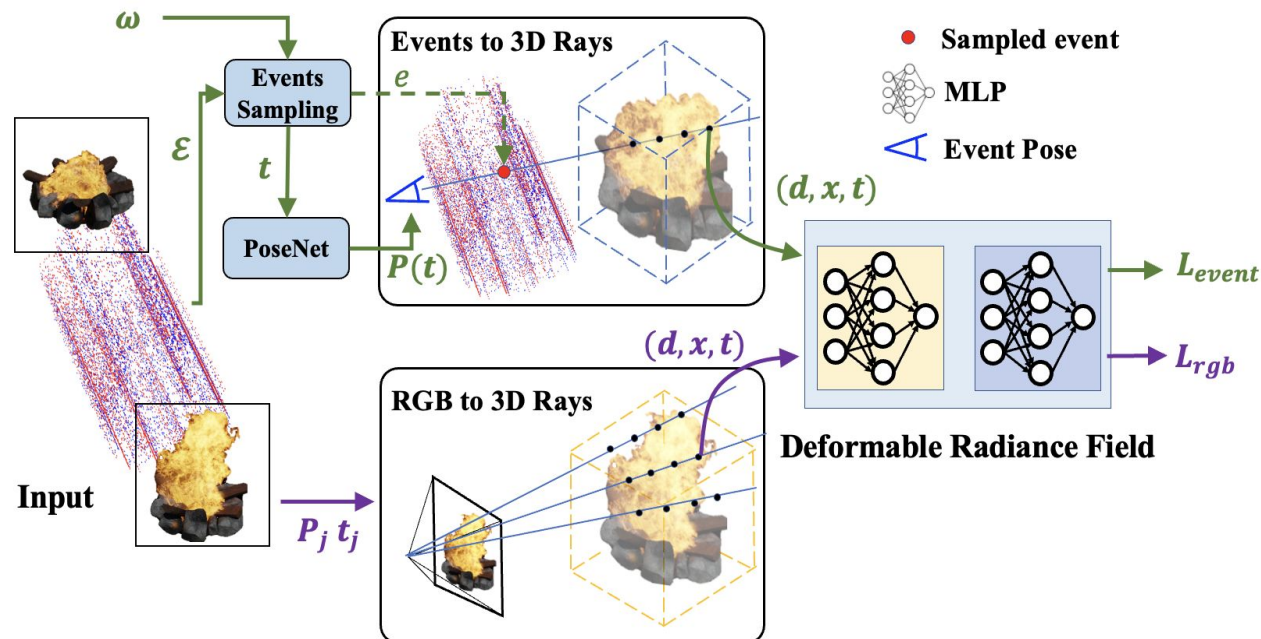 ω
Events
Sampling
ℰ
t
PoseNet
P(t)
e
Events to 3D Rays
Sampled event
MLP
Event Pose
(d, x, t)
L_event
L_rgb
(d, x, t)
RGB to 3D Rays
Deformable Radiance Field
Input
P_j t_j